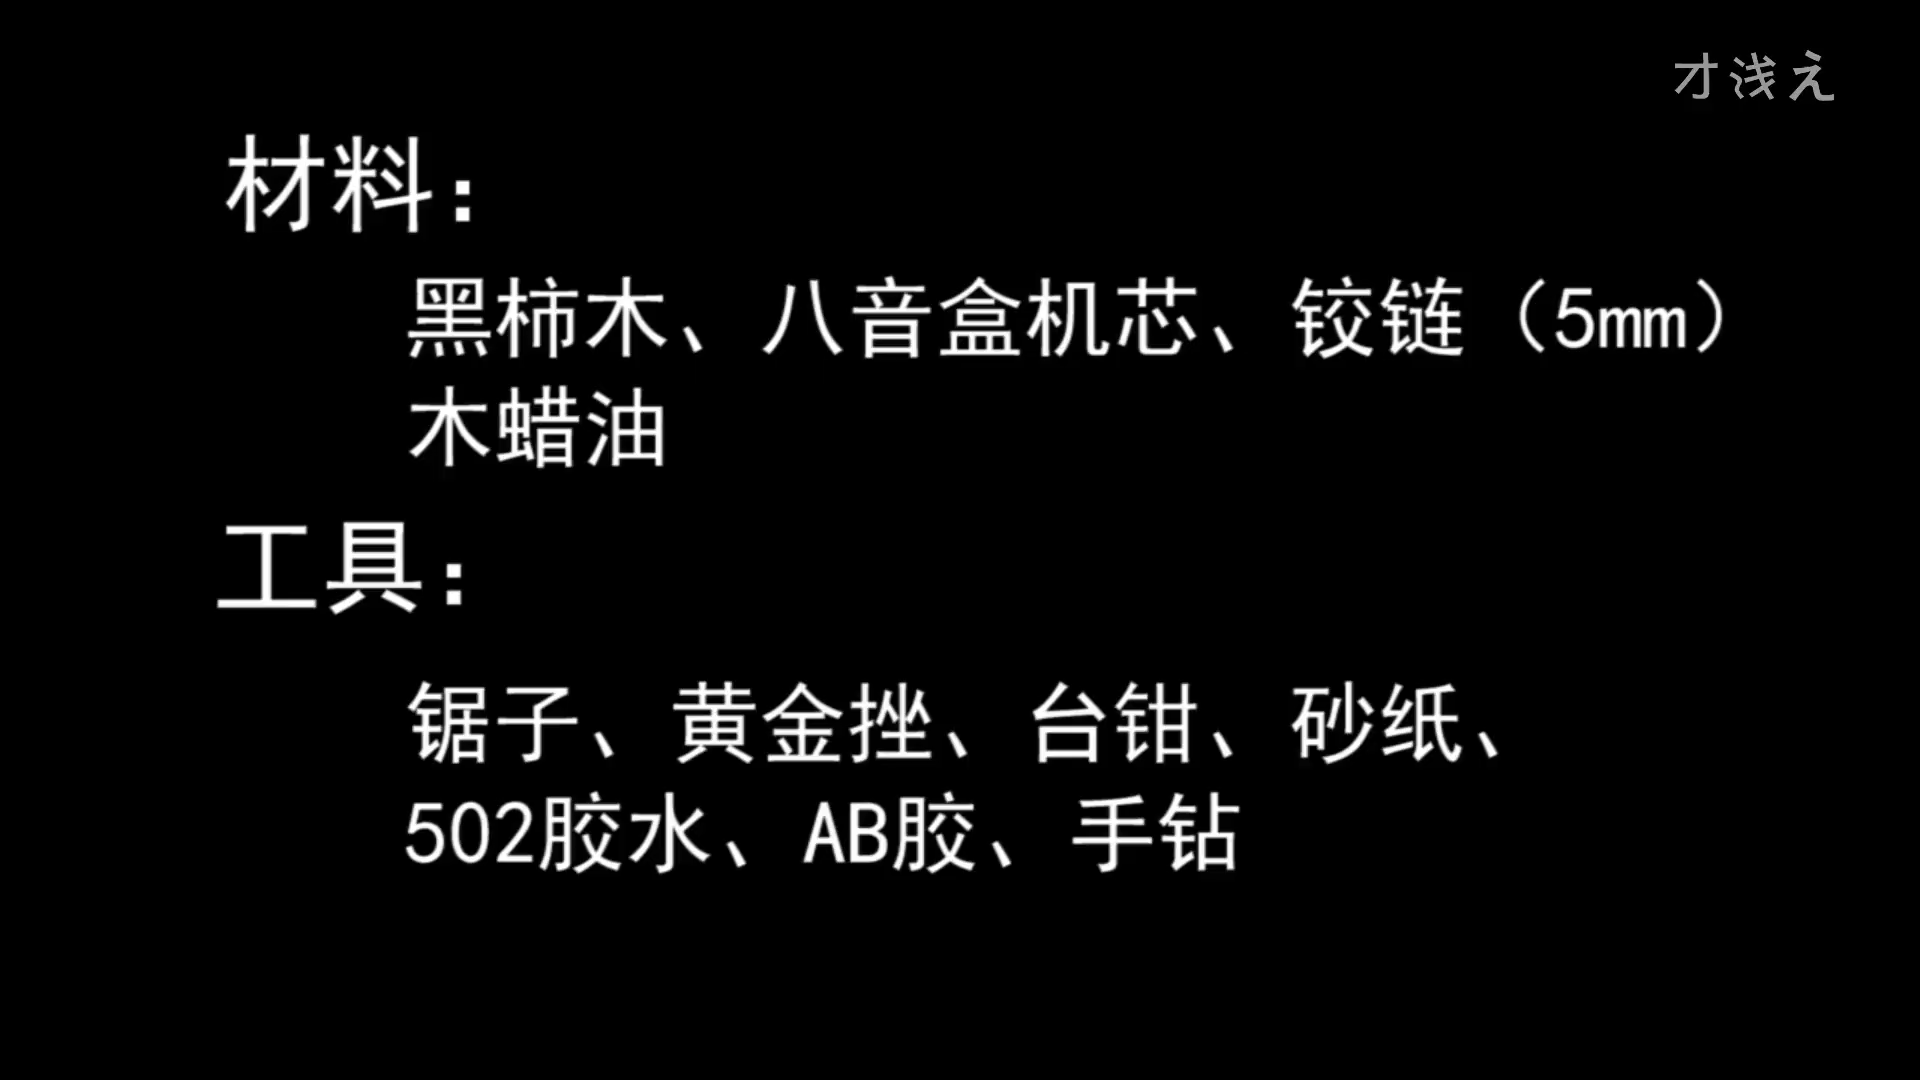 才浅え
材料：
黑柿木、八音盒机芯、铰链（5mm）
木蜡油
工具：
锯子、黄金挫、台钳、砂纸、
502胶水、AB胶、手钻